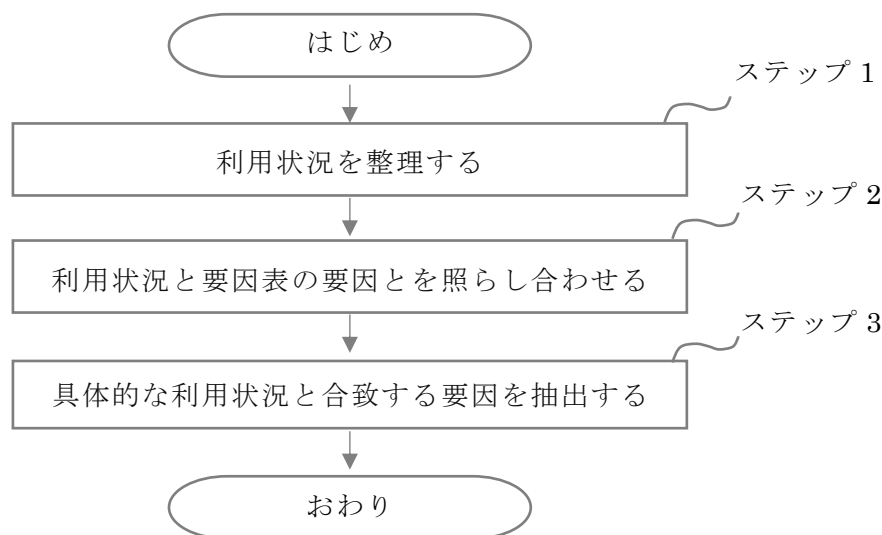 はじめ
ステップ 1
利用状況を整理する
ステップ 2
利用状況と要因表の要因とを照らし合わせる
ステップ 3
具体的な利用状況と合致する要因を抽出する
おわり